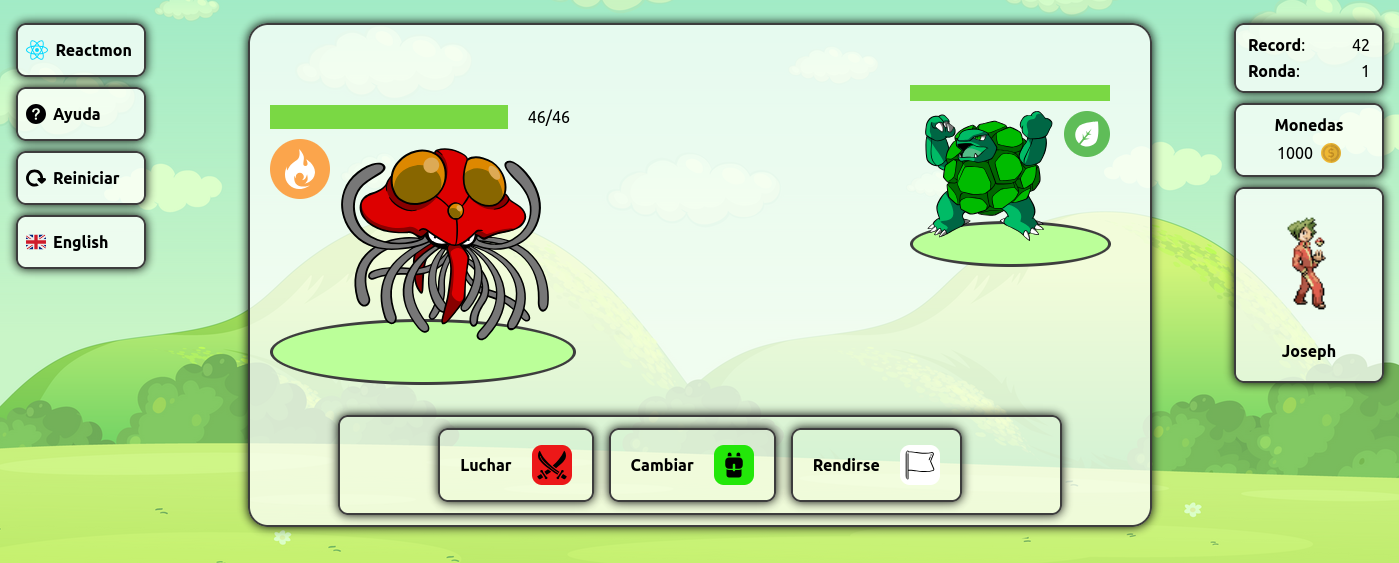 Reactmon
Ayuda
Reiniciar
English
46/46
Luchar
Cambiar
Rendirse
Record: 42
Ronda: 1
Monedas
1000
Joseph